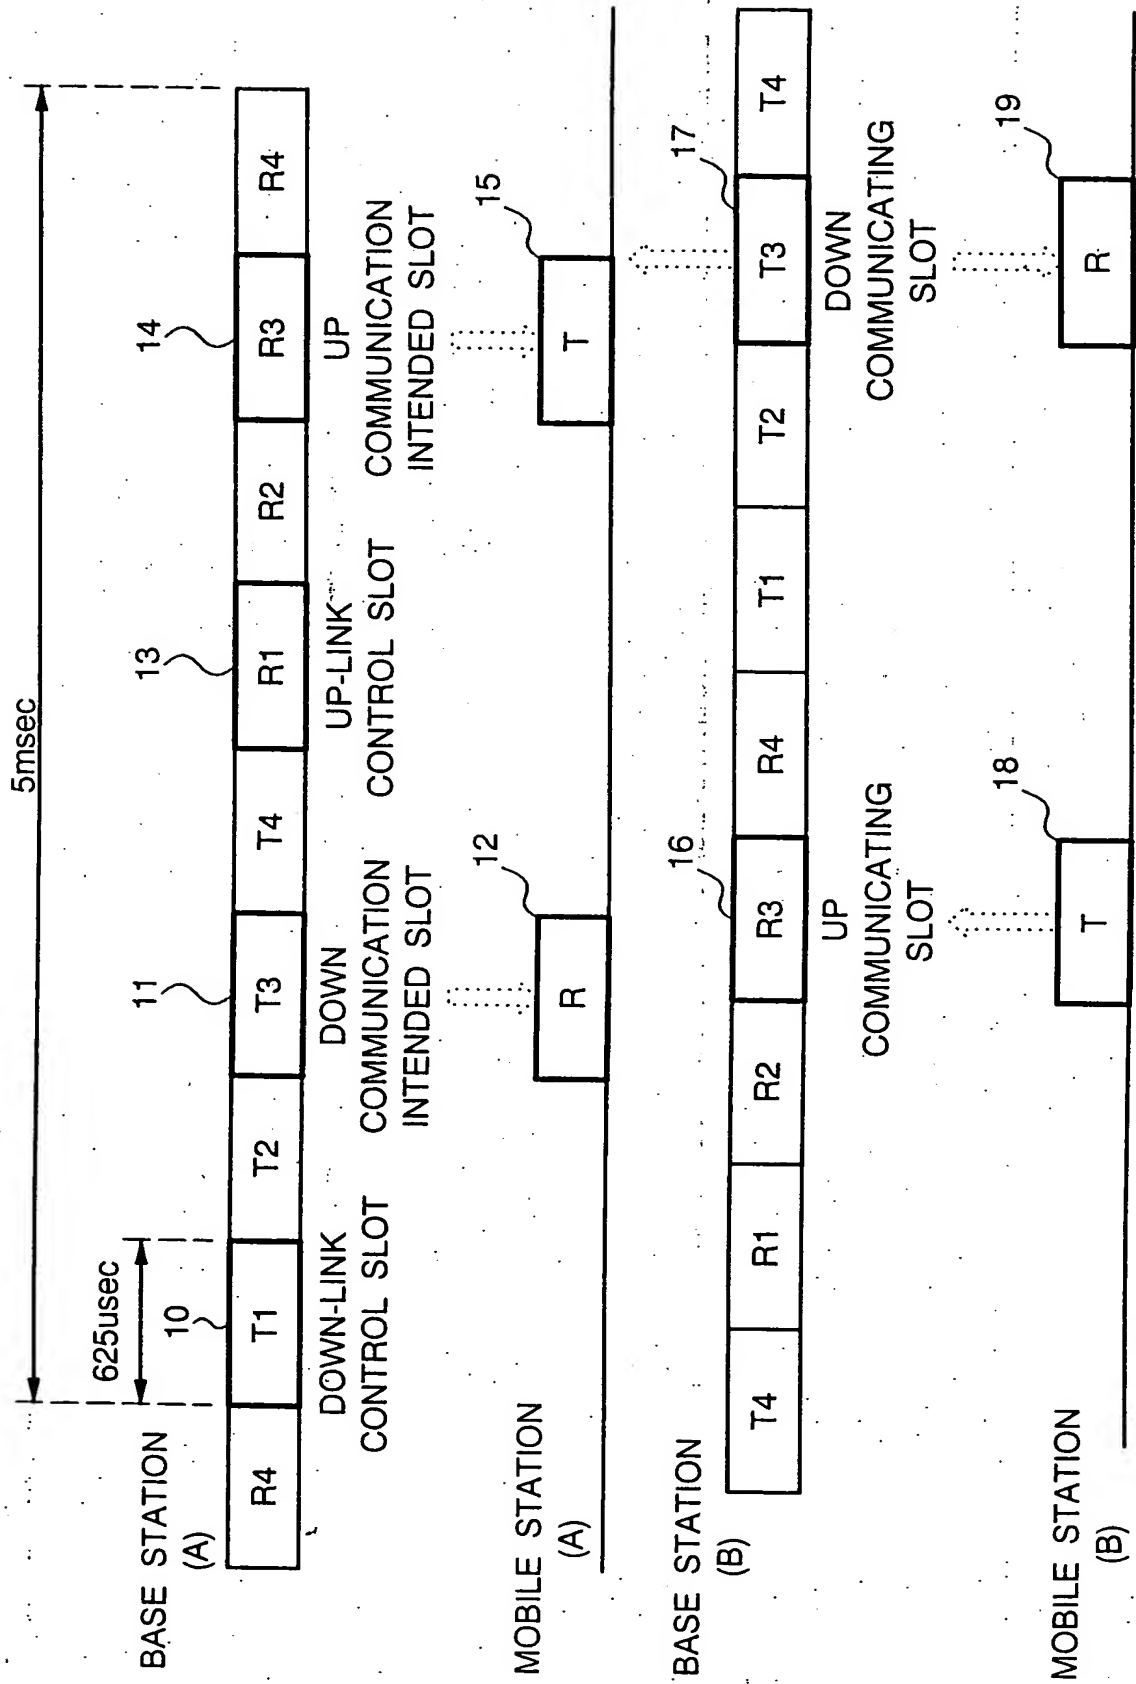 5msec
625usec
BASE STATION
(A)
10
11
13
14
R4
T1
T2
T3
T4
R1
R2
R3
R4
DOWN-LINK
CONTROL SLOT
DOWN
COMMUNICATION
INTENDED SLOT
UP-LINK
CONTROL SLOT
UP
COMMUNICATION
INTENDED SLOT
MOBILE STATION
(A)
12
R
15
T
BASE STATION
(B)
16
17
T4
R1
R2
R3
R4
T1
T2
T3
T4
UP
COMMUNICATING
SLOT
DOWN
COMMUNICATING
SLOT
MOBILE STATION
(B)
18
T
19
R